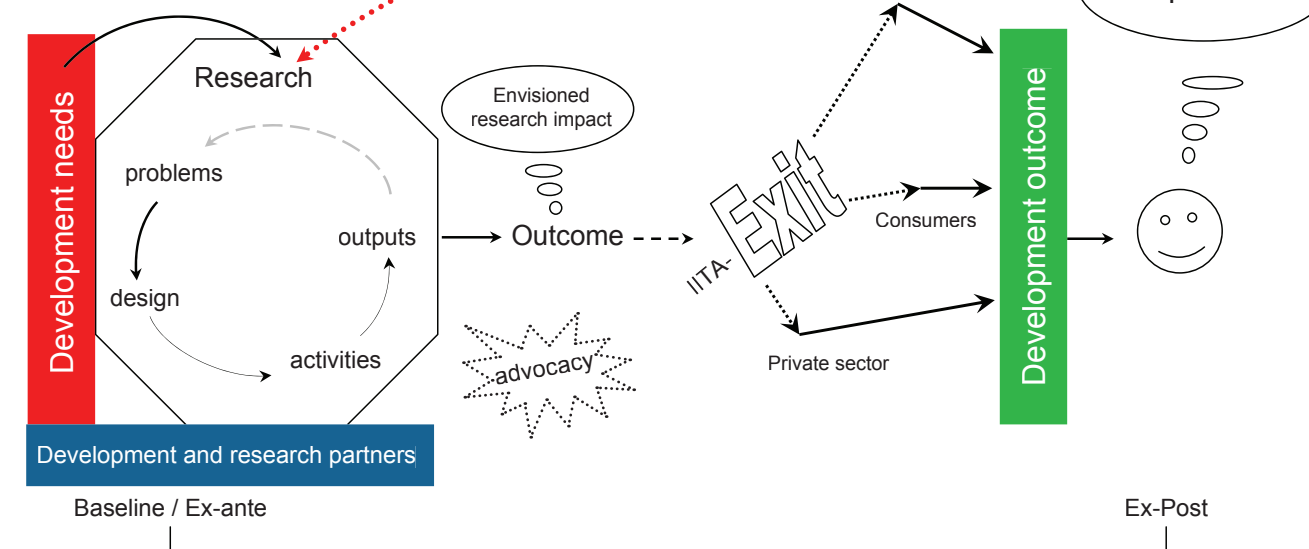 Research
Development needs
Envisioned
research impact
problems
outputs
Outcome
IITA-
Exit
Consumers
Development outcome
design
activities
advocacy
Private sector
Development and research partners
Baseline / Ex-ante
Ex-Post